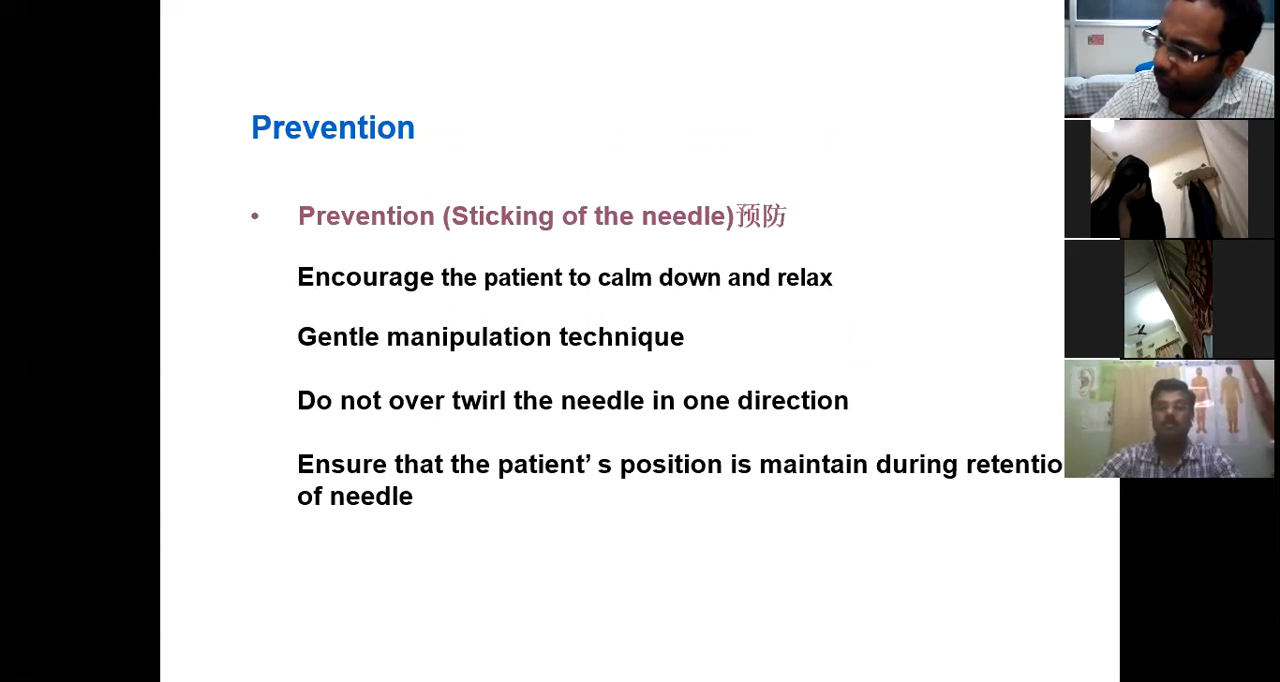 Prevention
• Prevention (Sticking of the needle)预防
Encourage the patient to calm down and relax
Gentle manipulation technique
Do not over twirl the needle in one direction
Ensure that the patient’ s position is maintain during retentio
of needle